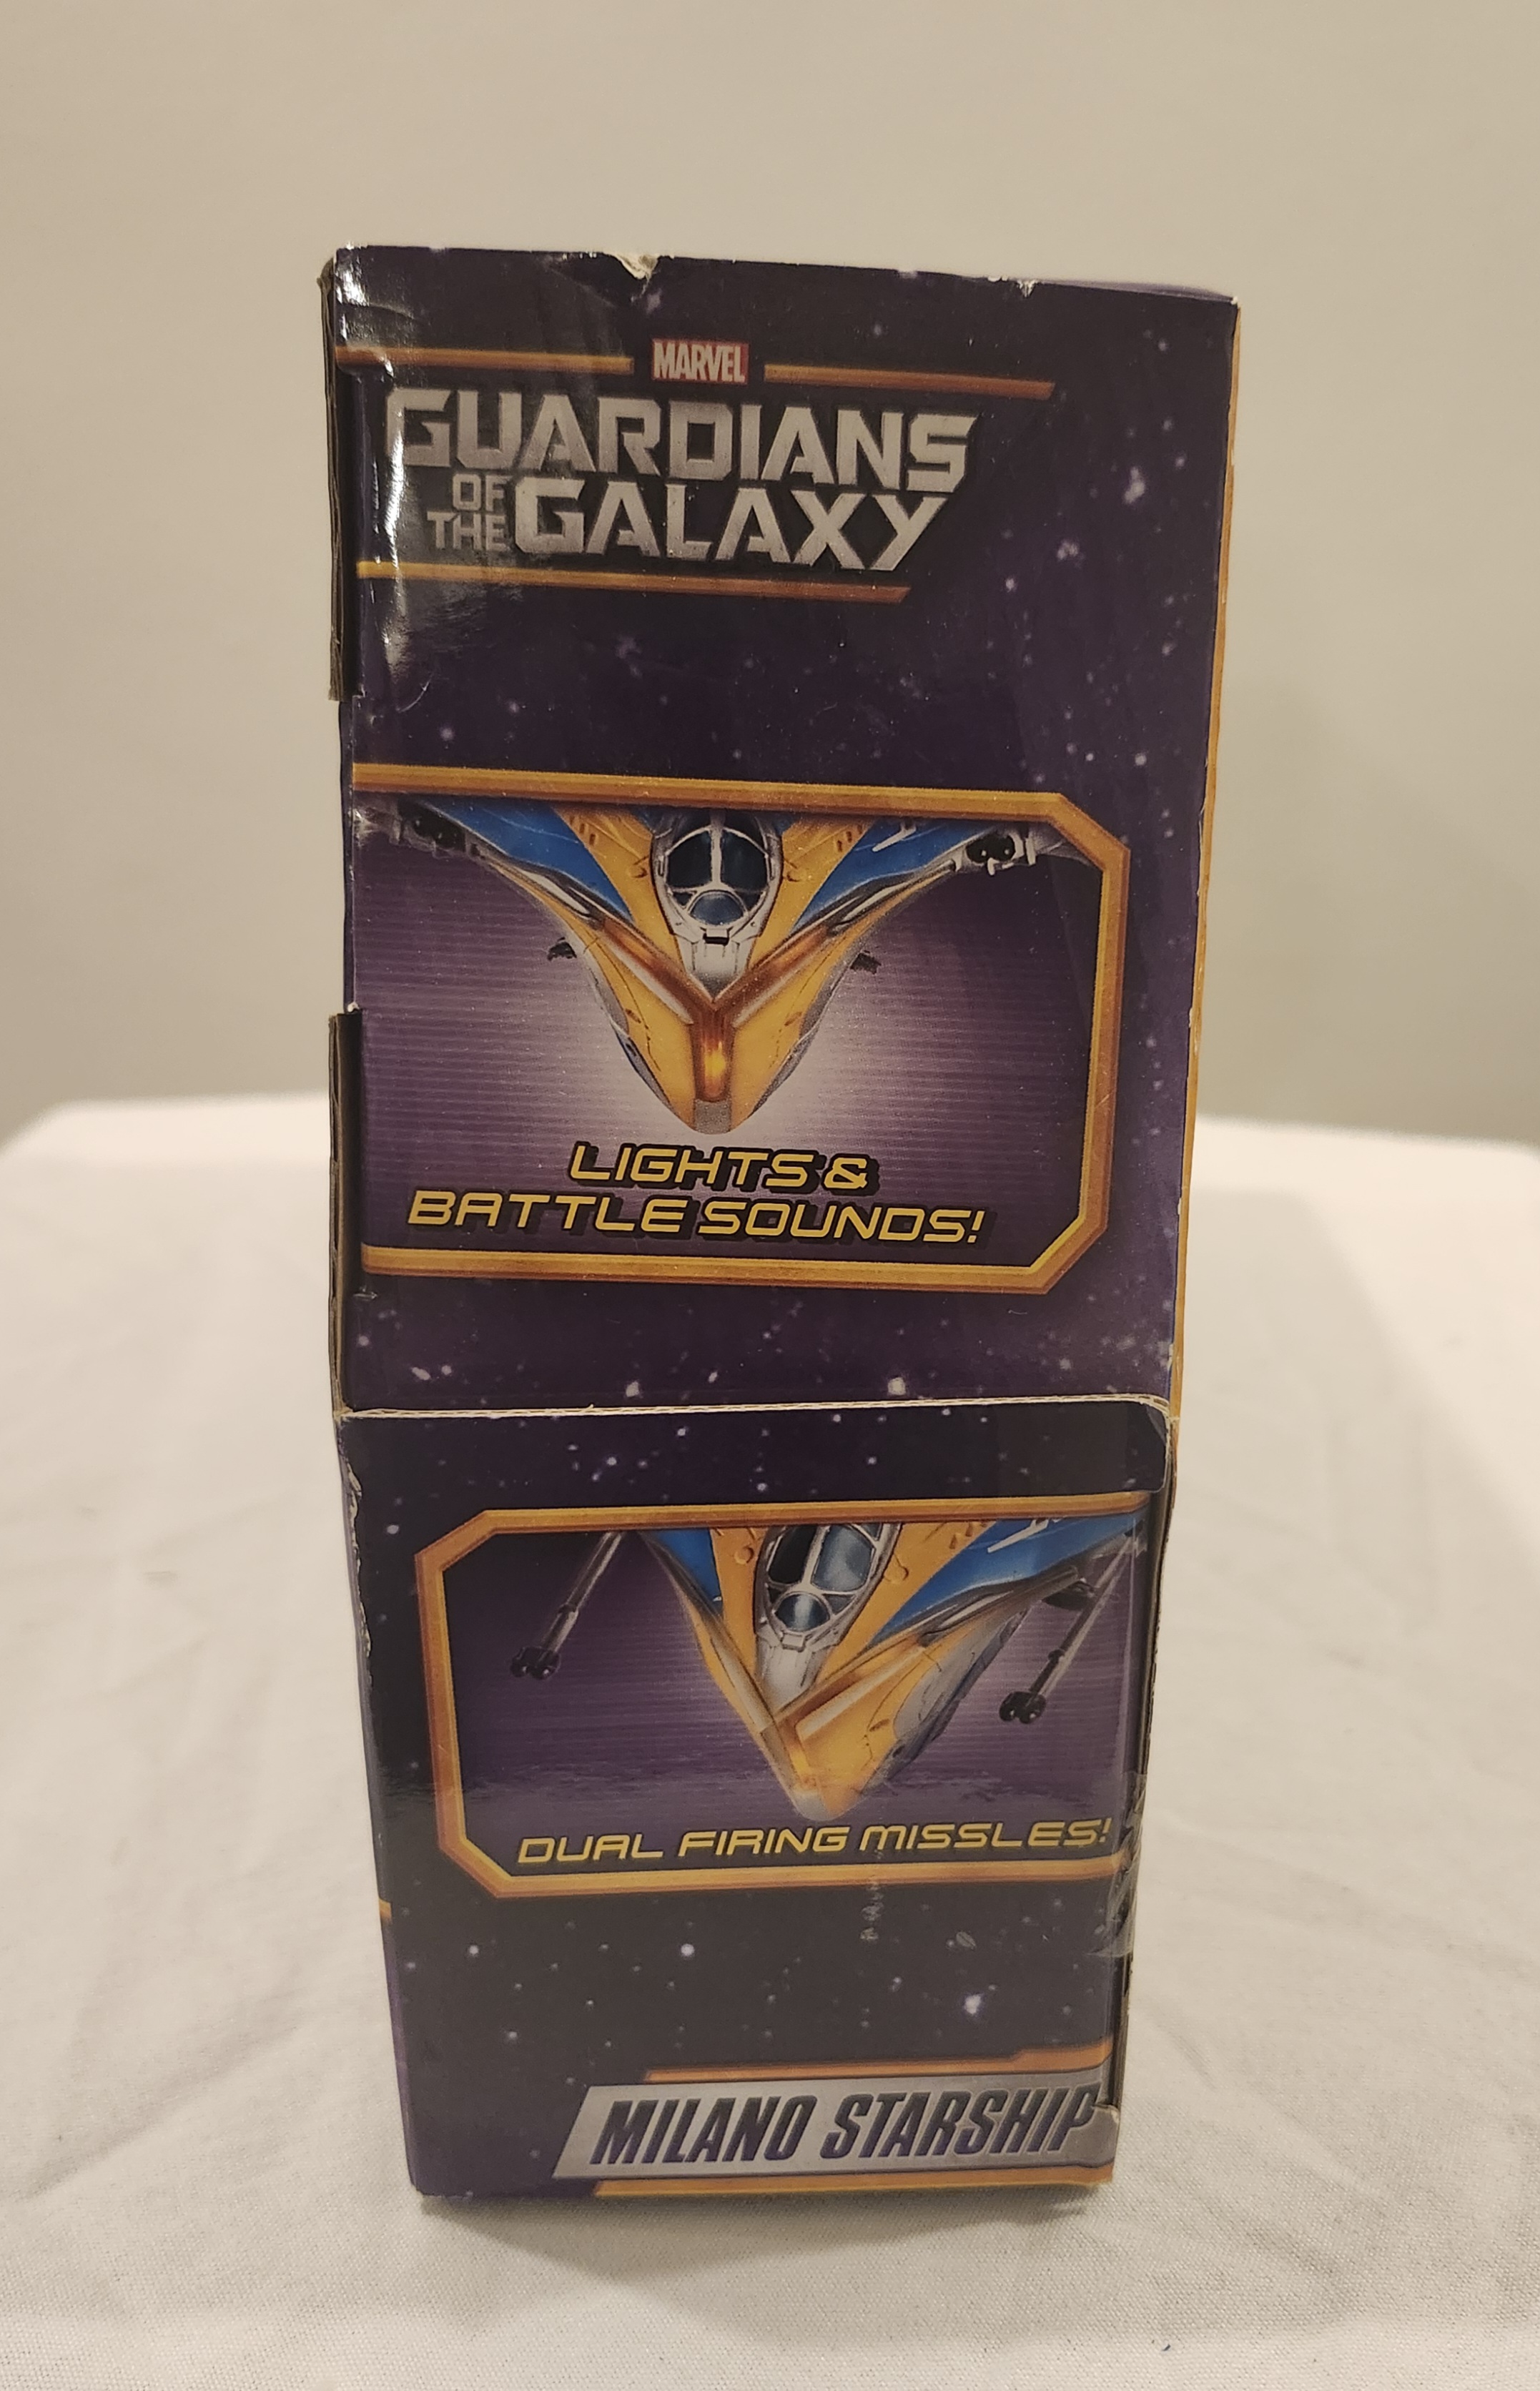 MARVEL
GUARDIANS
OF
THE GALAXY
LIGHTS &
BATTLE SOUNDS!
DUAL FIRING MISSLES!
MILANO STARSHIP